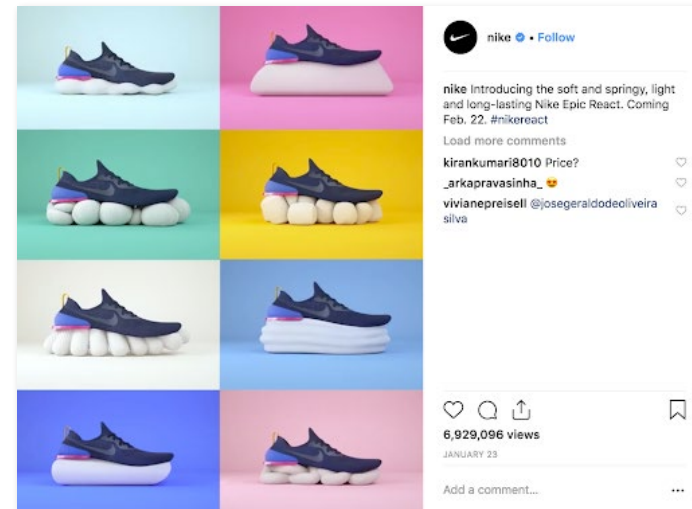 nike • Follow
nike Introducing the soft and springy, light
and long-lasting Nike Epic React. Coming
Feb. 22. #nikereact
Load more comments
kirankumari8010 Price?
_arkapravasinha_ 😍
vivianepreisell @josegeraldodeoliveira
silva
6,929,096 views
JANUARY 23
Add a comment...